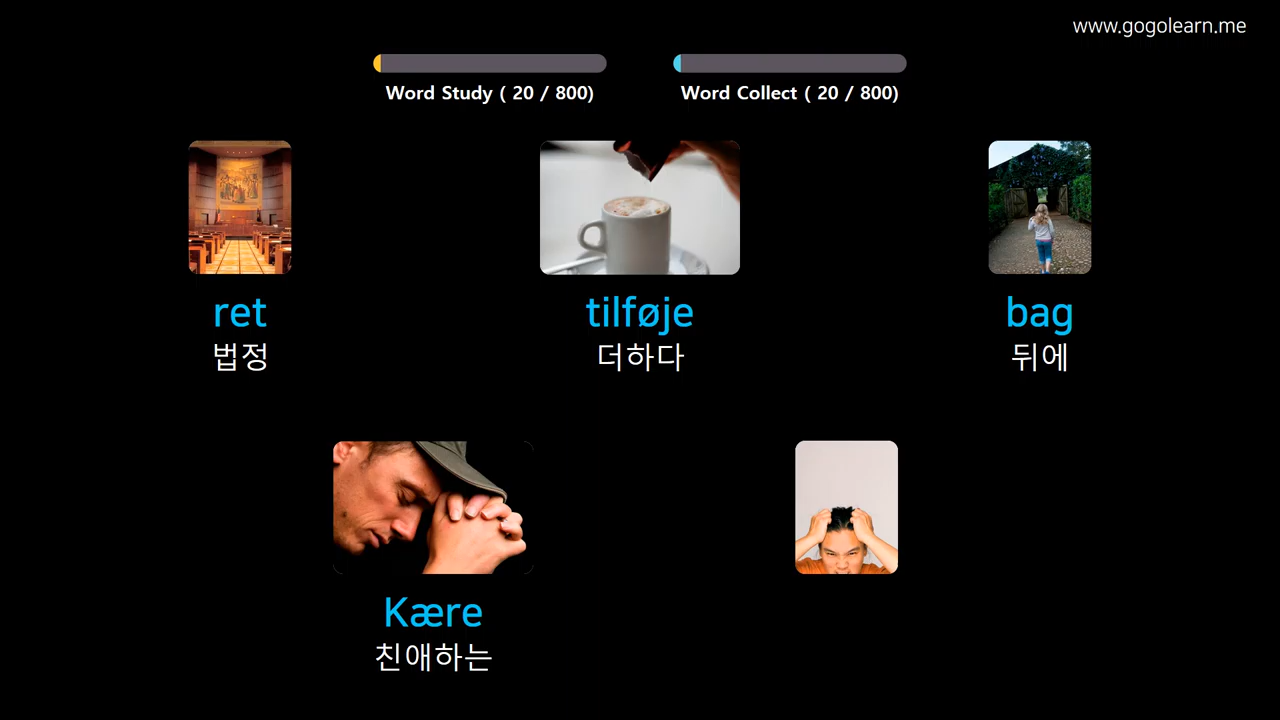 www.gogolearn.me
Word Study ( 20 / 800)
Word Collect ( 20 / 800)
ret
법정
tilføje
더하다
bag
뒤에
Kære
친애하는